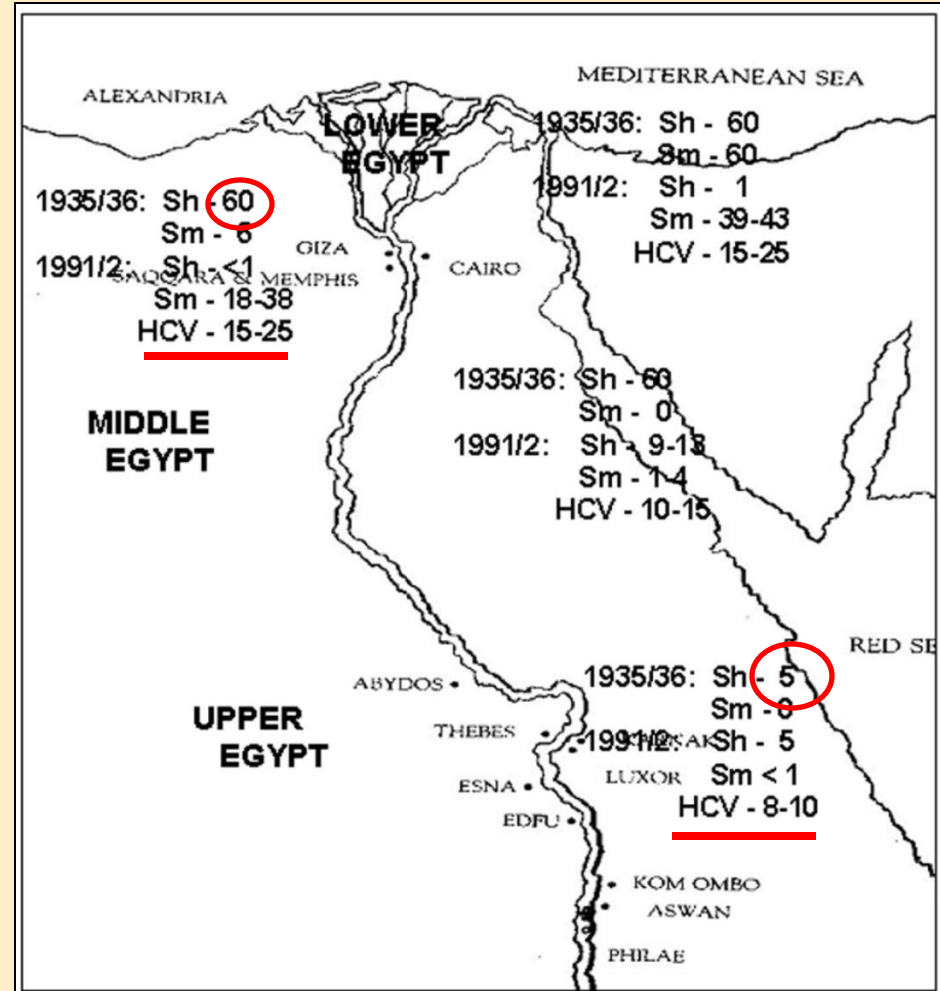 MEDITERRANEAN SEA
ALEXANDRIA
LOWER
EGYPT
1935/36: Sh - 60
Sm - 60
1991/2: Sh - 1
Sm - 39-43
HCV - 15-25
1935/36: Sh - 60
Sm - 6
1991/2: Sh - <1
Sm - 18-38
HCV - 15-25
GIZA
CAIRO
SAQQARA & MEMPHIS
1935/36: Sh - 60
Sm - 0
1991/2: Sh - 9-13
Sm - 1-4
HCV - 10-15
MIDDLE
EGYPT
RED SE
1935/36: Sh - 5
Sm -
1991/2: Sh - 5
Sm < 1
HCV - 8-10
ABYDOS
UPPER
EGYPT
THEBES
LUXOR
ESNA
EDFU
KOM OMBO
ASWAN
PHILAE